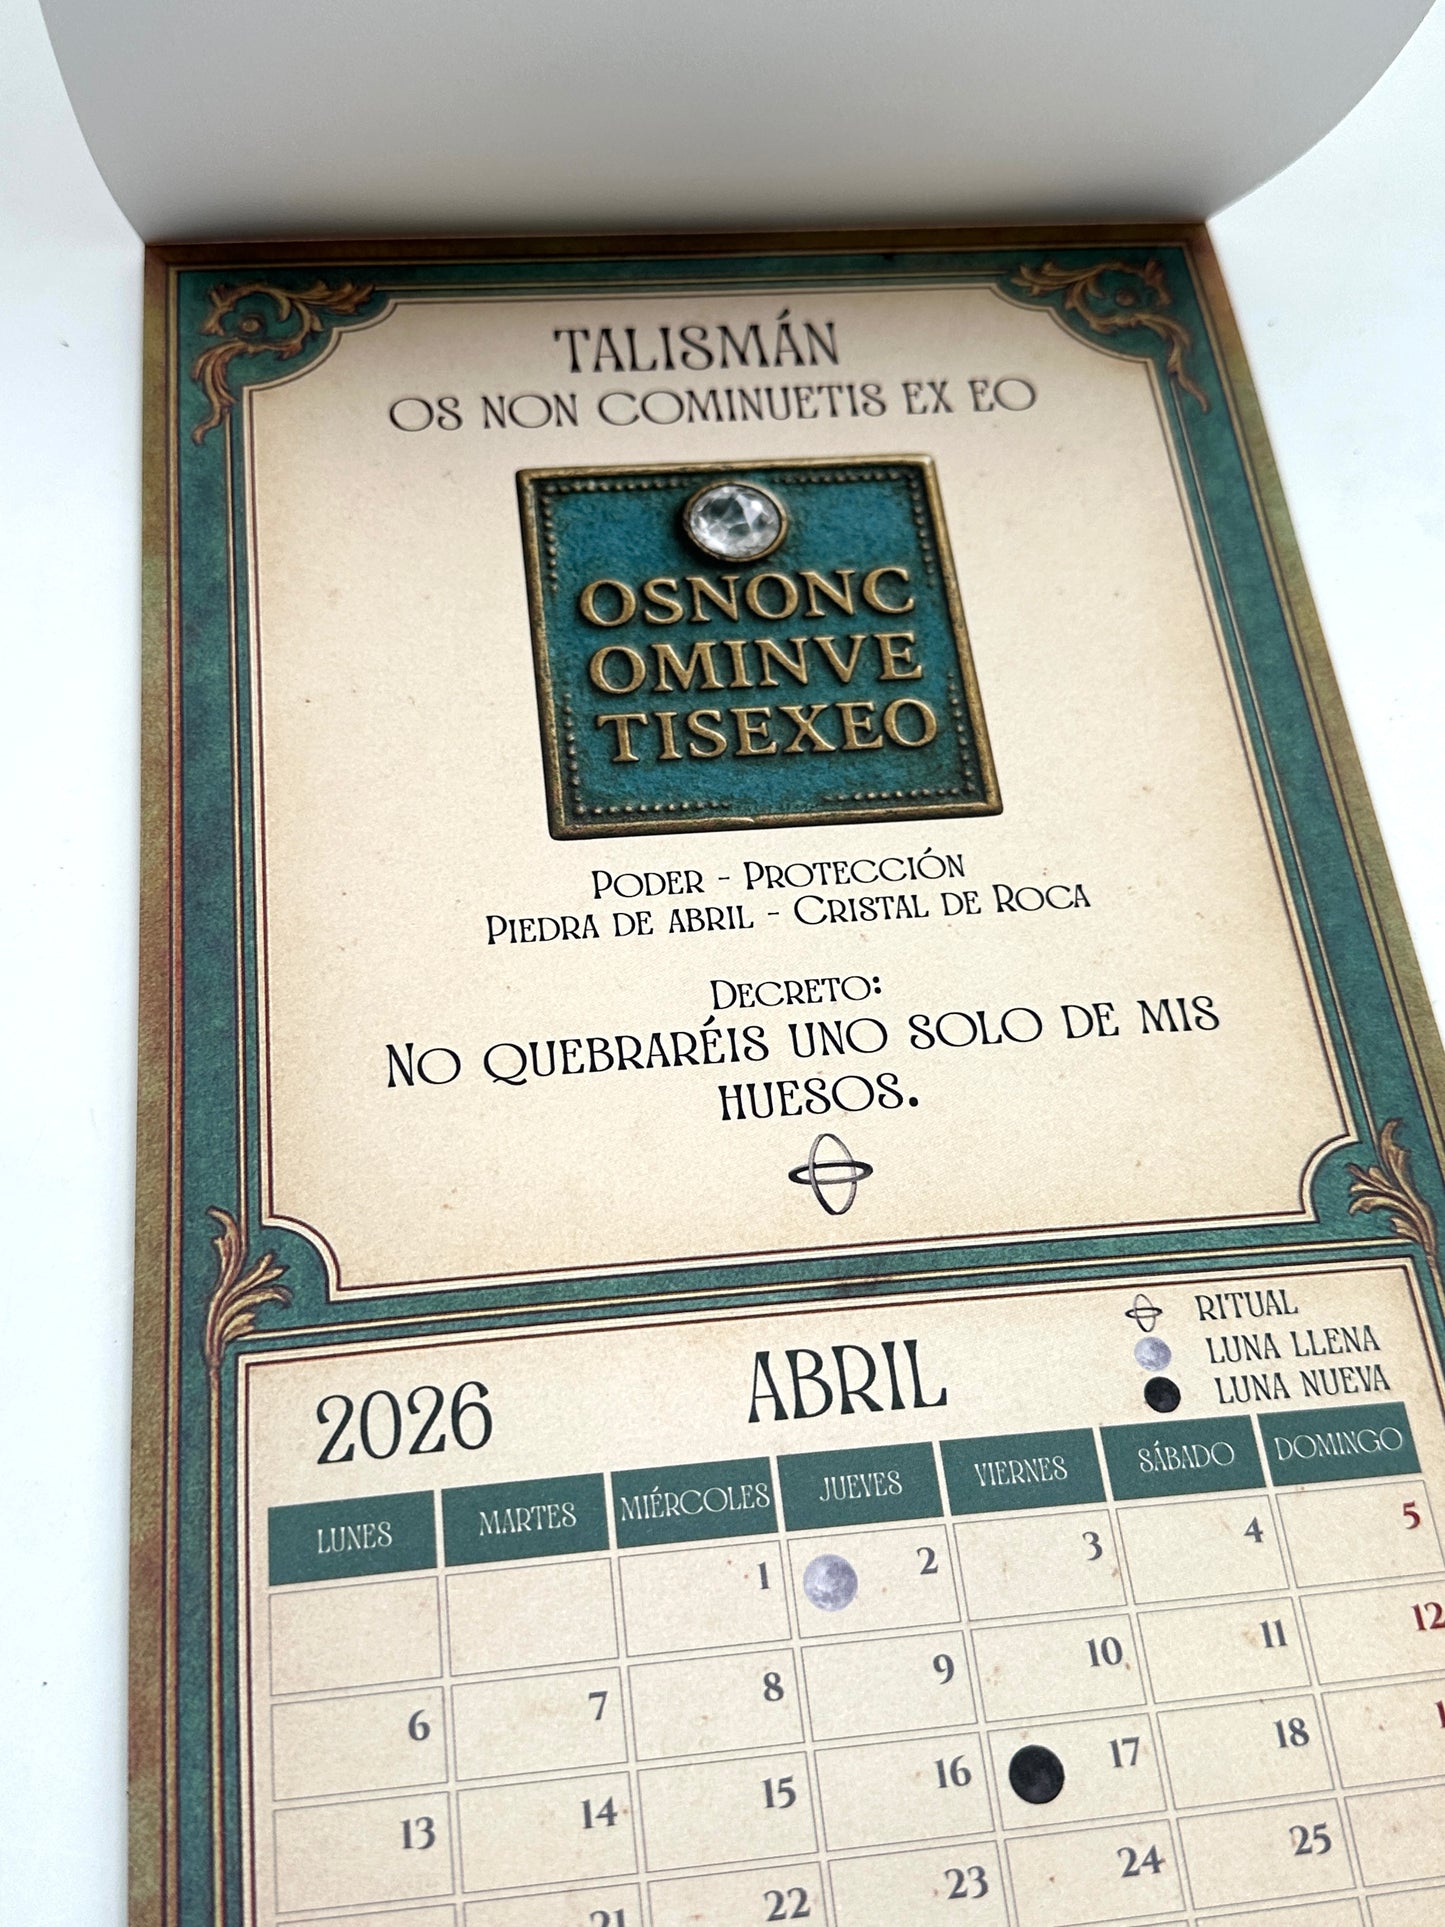 TALISMÁN
OS NON COMINUETIS EX EO
OSNONC
OMINVE
TISEXEO
PODER - PROTECCIÓN
PIEDRA DE ABRIL - CRISTAL DE ROCA
DECRETO:
NO QUEBRARÉIS UNO SOLO DE MIS
HUESOS.
RITUAL
LUNA LLENA
LUNA NUEVA
2026 ABRIL
LUNES MARTES MIÉRCOLES JUEVES VIERNES SÁBADO DOMINGO
1 2 3 4 5
6 7 8 9 10 11 12
13 14 15 16 17 18
21 22 23 24 25